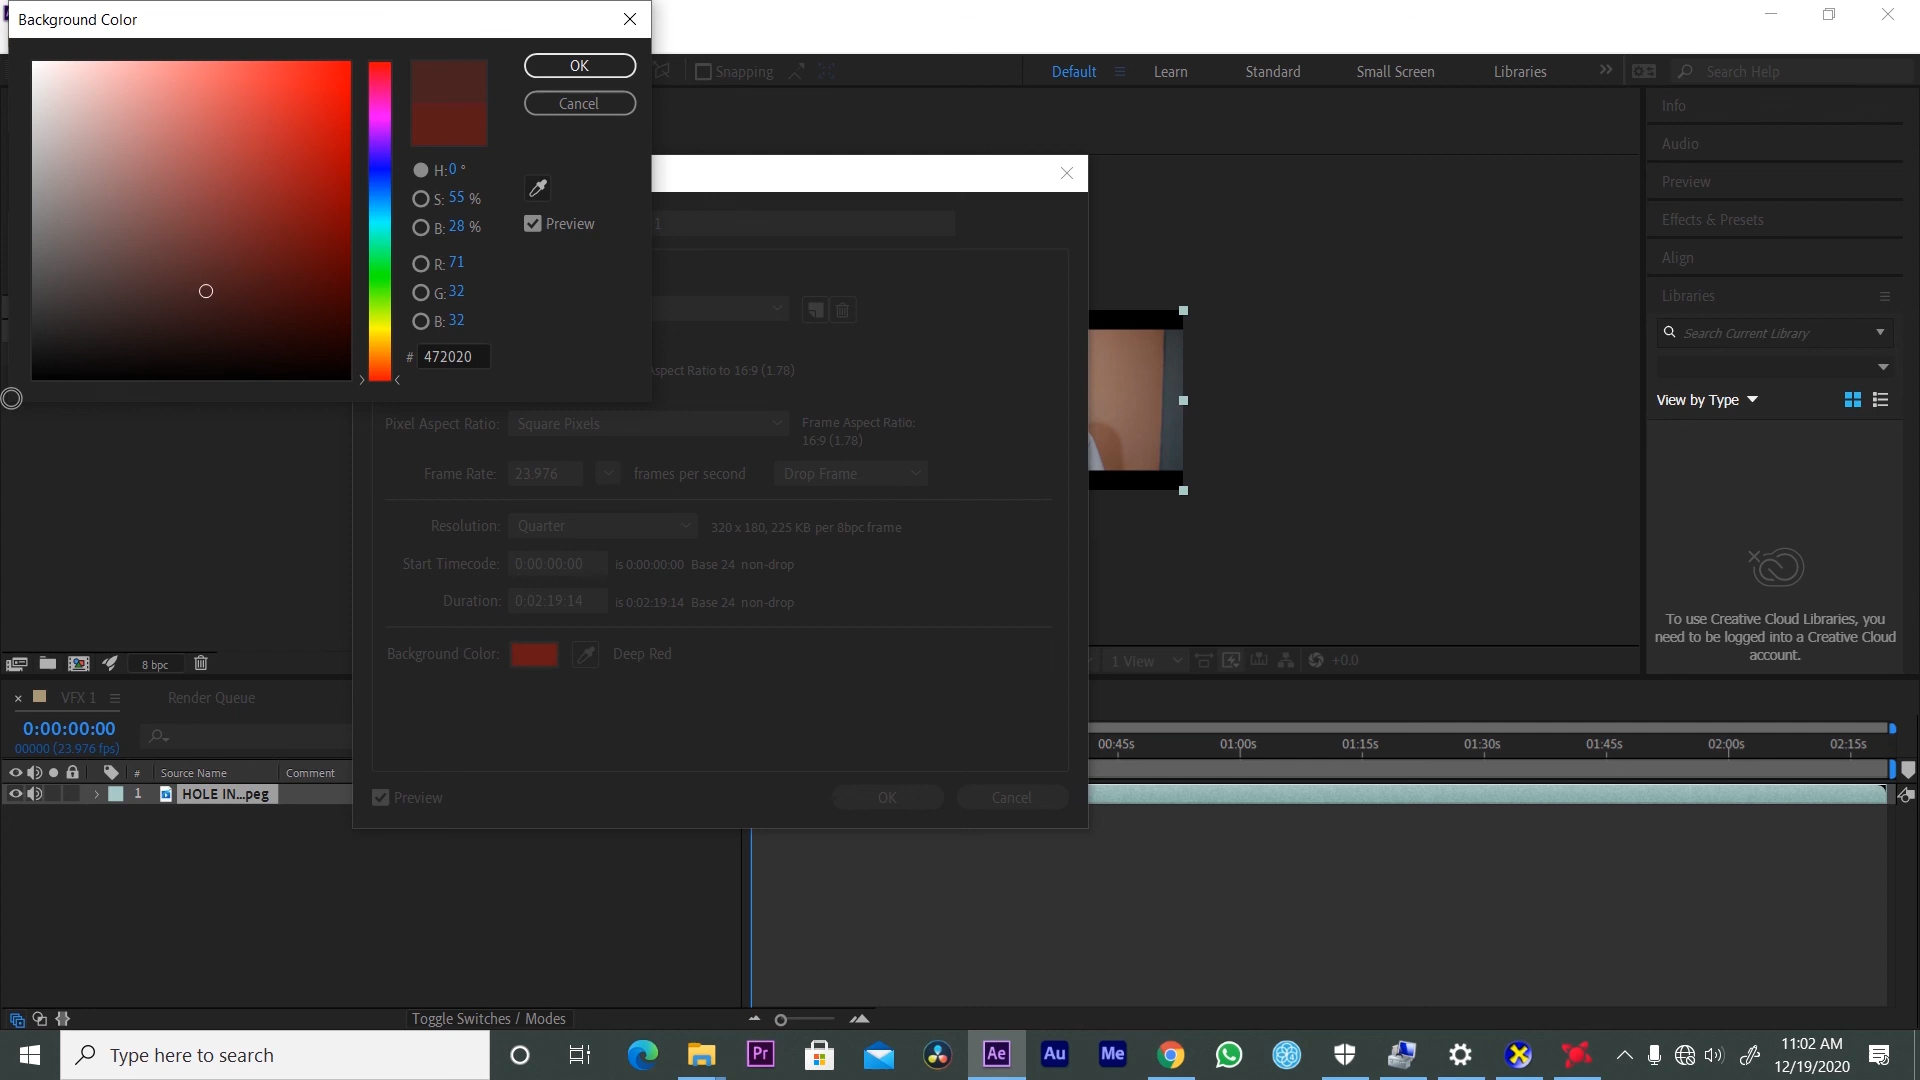 Background Color
OK
Cancel
H: 0 °
S: 55 %
B: 28 %
Preview
R: 71
G: 32
B: 32
# 472020
Snapping
Default
Learn
Standard
Small Screen
Libraries
Search Help
1
Aspect Ratio to 16:9 (1.78)
Pixel Aspect Ratio: Square Pixels
Frame Aspect Ratio:
16:9 (1.78)
Frame Rate: 23.976 frames per second Drop Frame
Resolution: Quarter 320 x 180, 225 KB per 8bpc frame
Start Timecode: 0:00:00:00 is 0:00:00:00 Base 24 non-drop
Duration: 0:02:19:14 is 0:02:19:14 Base 24 non-drop
Background Color: Deep Red
Preview
OK
Cancel
Info
Audio
Preview
Effects & Presets
Align
Libraries
Search Current Library
View by Type
To use Creative Cloud Libraries, you
need to be logged into a Creative Cloud
account.
8 bpc
1 View
+0.0
VFX 1
Render Queue
0:00:00:00
00000 (23.976 fps)
# Source Name Comment
1 HOLE IN...peg
00:45s 01:00s 01:15s 01:30s 01:45s 02:00s 02:15s
Toggle Switches / Modes
Type here to search
Pr
Ae
Au
Me
11:02 AM
12/19/2020